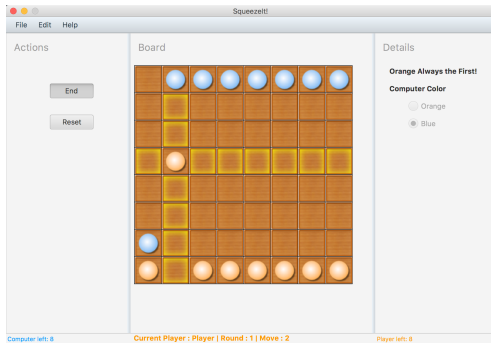 SqueezeIt!
File Edit Help
Actions
Board
Details
End
Reset
Orange Always the First!
Computer Color
Orange
Blue
Computer left: 8
Current Player : Player | Round : 1 | Move : 2
Player left: 8